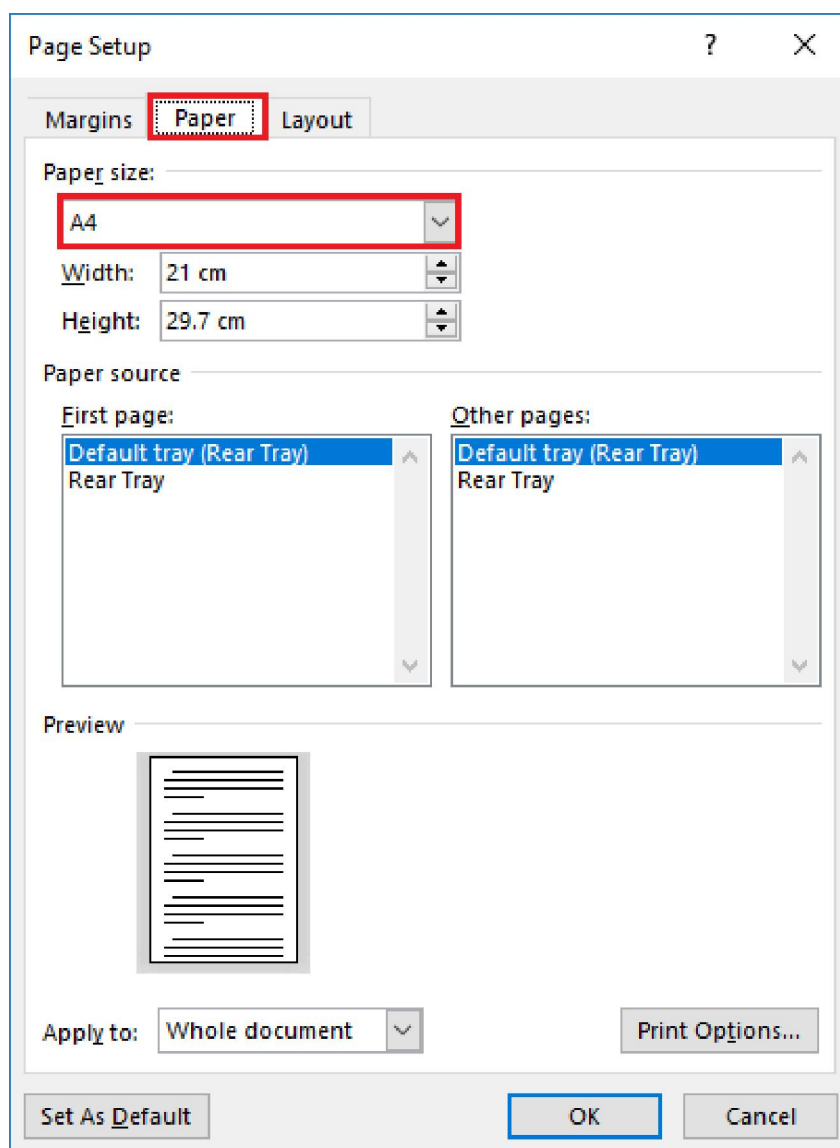 Page Setup ? X
Margins Paper Layout
Paper size:
A4
Width: 21 cm
Height: 29.7 cm
Paper source
First page: Other pages:
Default tray (Rear Tray) Default tray (Rear Tray)
Rear Tray Rear Tray
Preview
Apply to: Whole document Print Options...
Set As Default OK Cancel